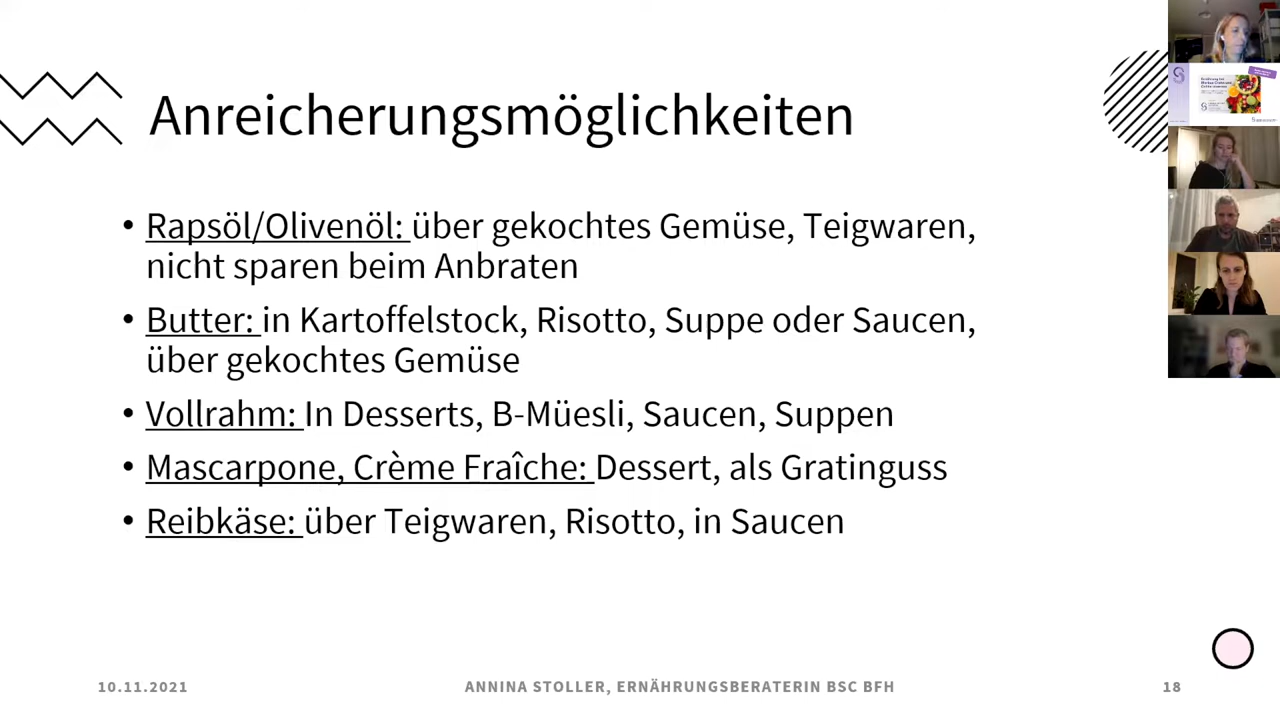 Anreicherungsmöglichkeiten
• Rapsöl/Olivenöl: über gekochtes Gemüse, Teigwaren,
nicht sparen beim Anbraten
• Butter: in Kartoffelstock, Risotto, Suppe oder Saucen,
über gekochtes Gemüse
• Vollrahm: In Desserts, B-Müesli, Saucen, Suppen
• Mascarpone, Crème Fraîche: Dessert, als Gratinguss
• Reibkäse: über Teigwaren, Risotto, in Saucen
10.11.2021
ANNINA STOLLER, ERNÄHRUNGSBERATERIN BSC BFH
18